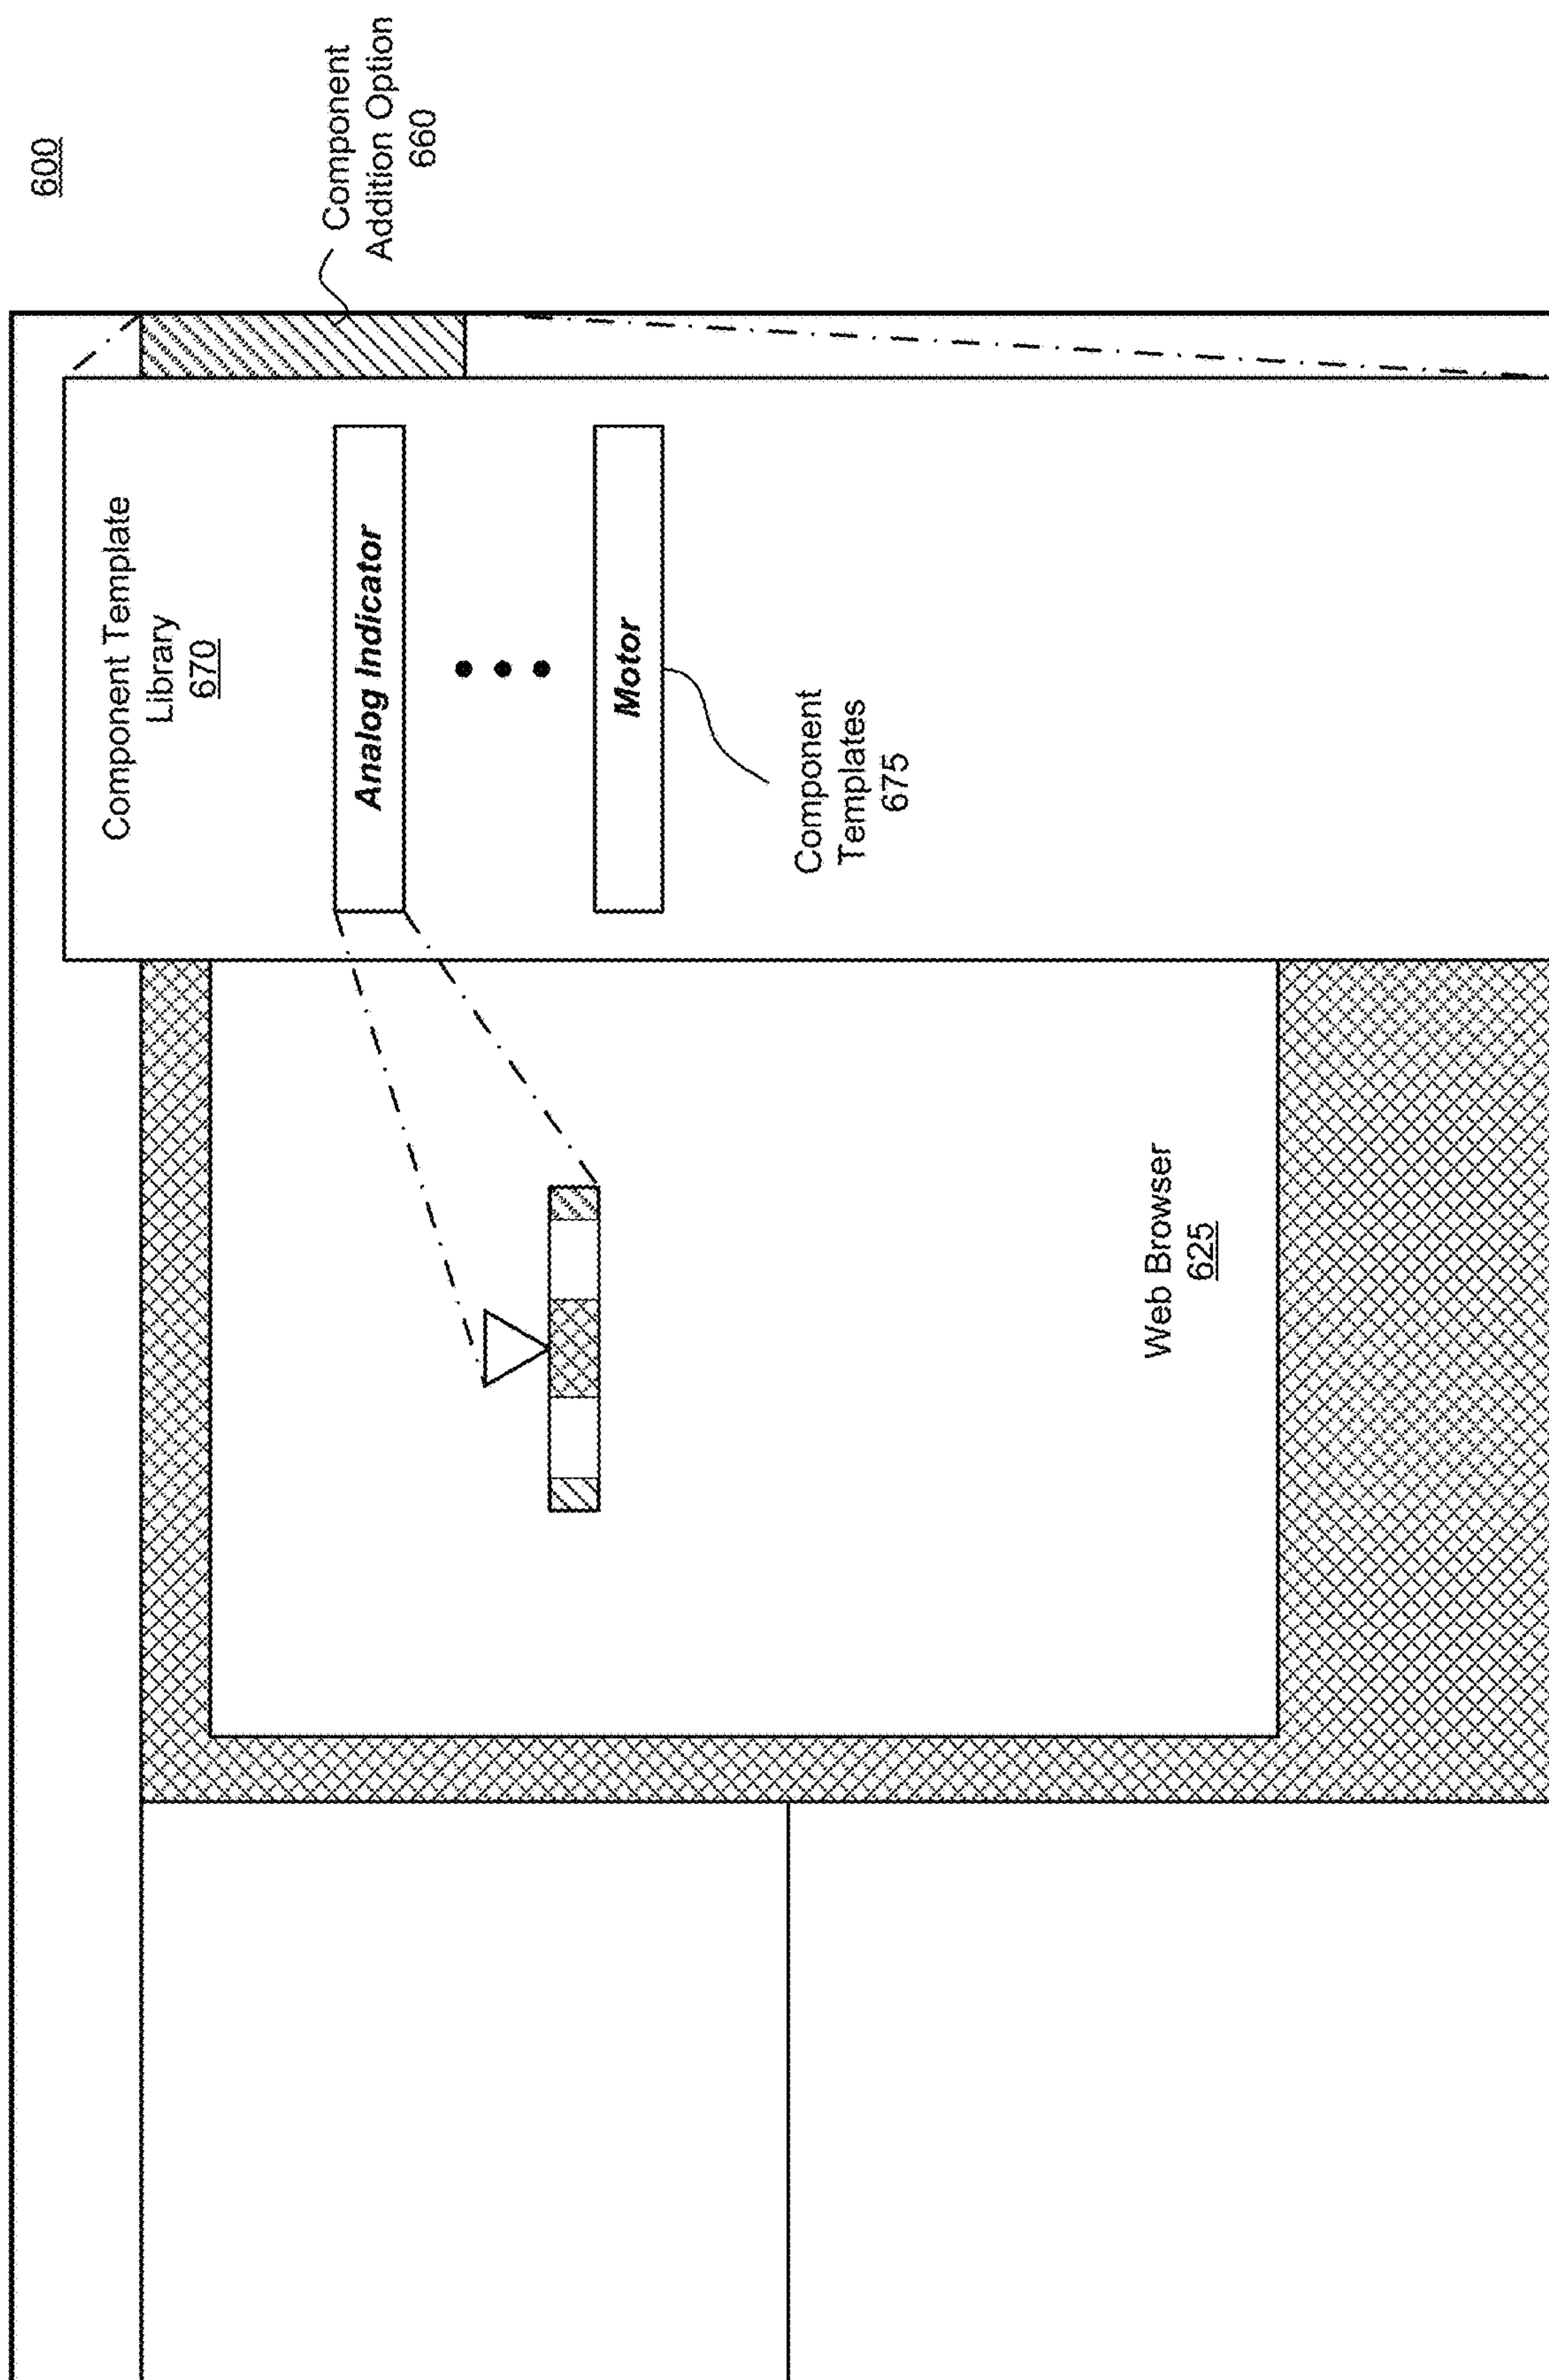 600
Component
Addition Option
660
Component Template
Library
670
Analog Indicator
Motor
Component
Templates
675
Web Browser
625